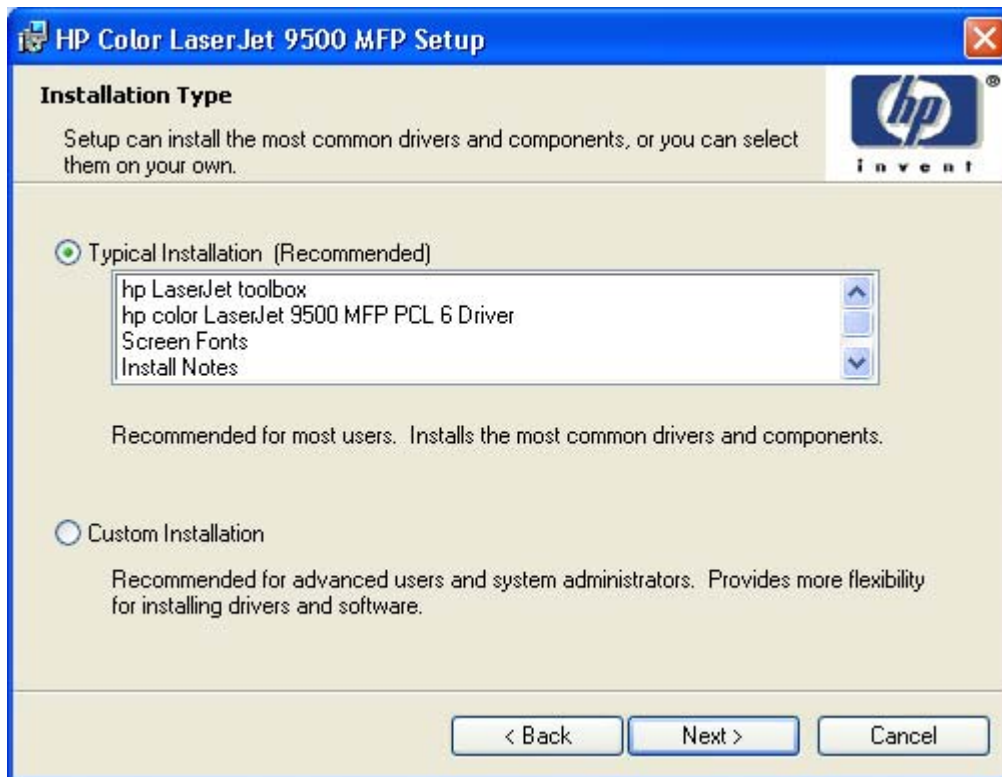 HP Color LaserJet 9500 MFP Setup
Installation Type
Setup can install the most common drivers and components, or you can select
them on your own.
hp
®
invent
Typical Installation (Recommended)
hp LaserJet toolbox
hp color LaserJet 9500 MFP PCL 6 Driver
Screen Fonts
Install Notes
Recommended for most users. Installs the most common drivers and components.
Custom Installation
Recommended for advanced users and system administrators. Provides more flexibility
for installing drivers and software.
< Back
Next >
Cancel